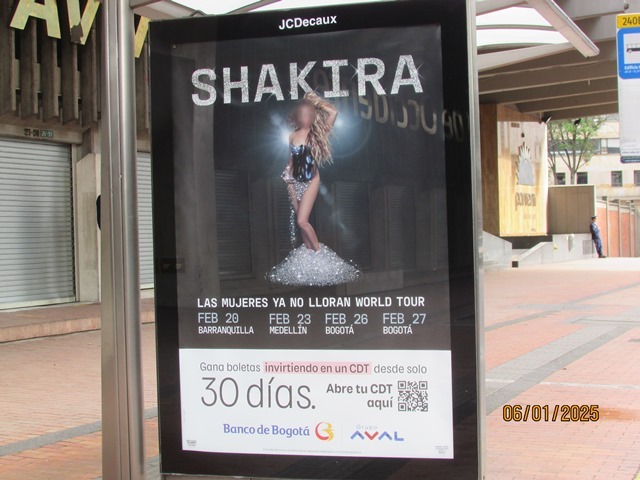 JCDecaux
SHAKIRA
LAS MUJERES YA NO LLORAN WORLD TOUR
FEB 20 FEB 23 FEB 26 FEB 27
BARRANQUILLA MEDELLÍN BOGOTÁ BOGOTÁ
Gana boletas invirtiendo en un CDT desde solo
30 días.
Abre tu CDT
aquí
Banco de Bogotá
Grupo
AVAL
240B
06/01/2025